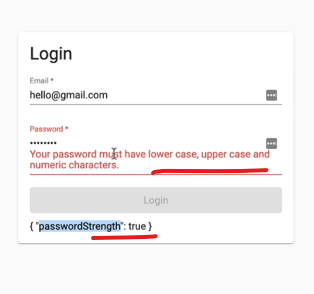 Login
Email *
hello@gmail.com
Password *
••••••••
Your password must have lower case, upper case and
numeric characters.
Login
{ "passwordStrength": true }